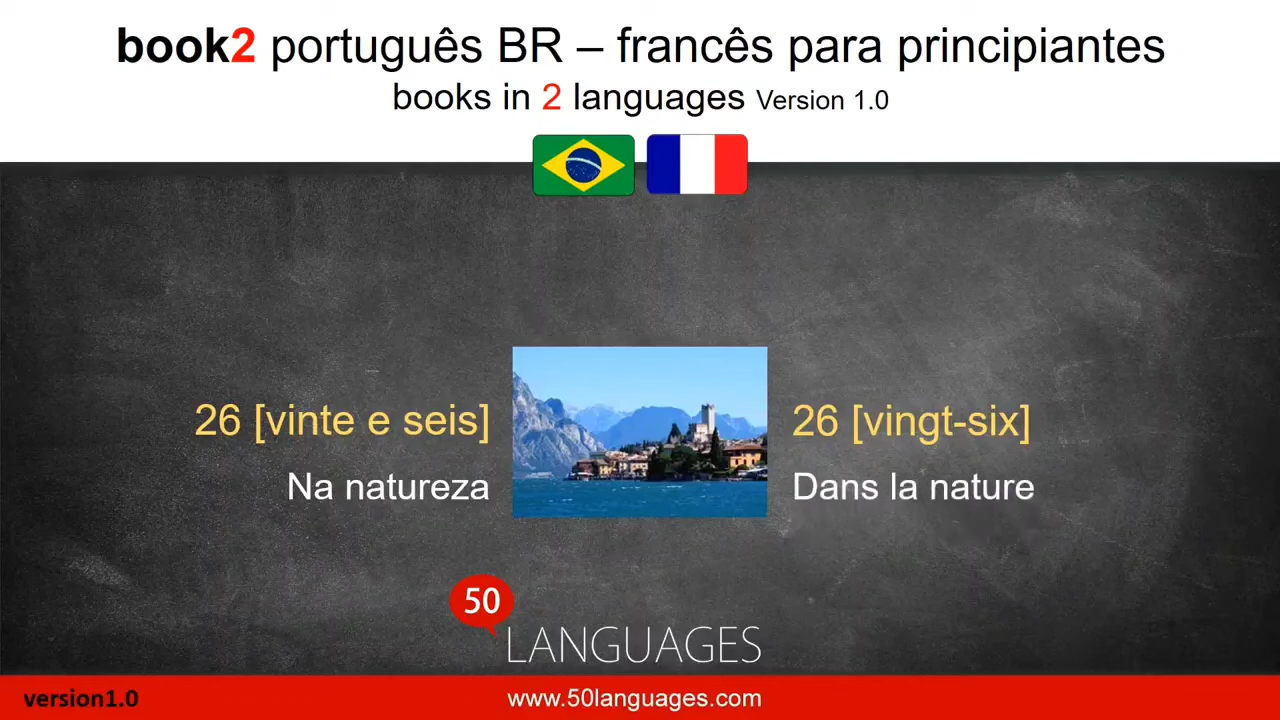 book2 português BR – francês para principiantes
books in 2 languages Version 1.0
26 [vinte e seis]
Na natureza
26 [vingt-six]
Dans la nature
50
LANGUAGES
version1.0
www.50languages.com